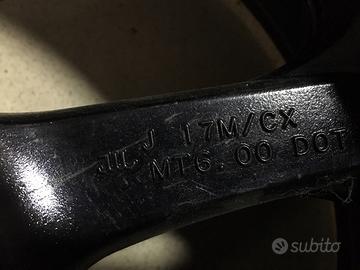 J 17M/CX
MT6.00 DOT
subito